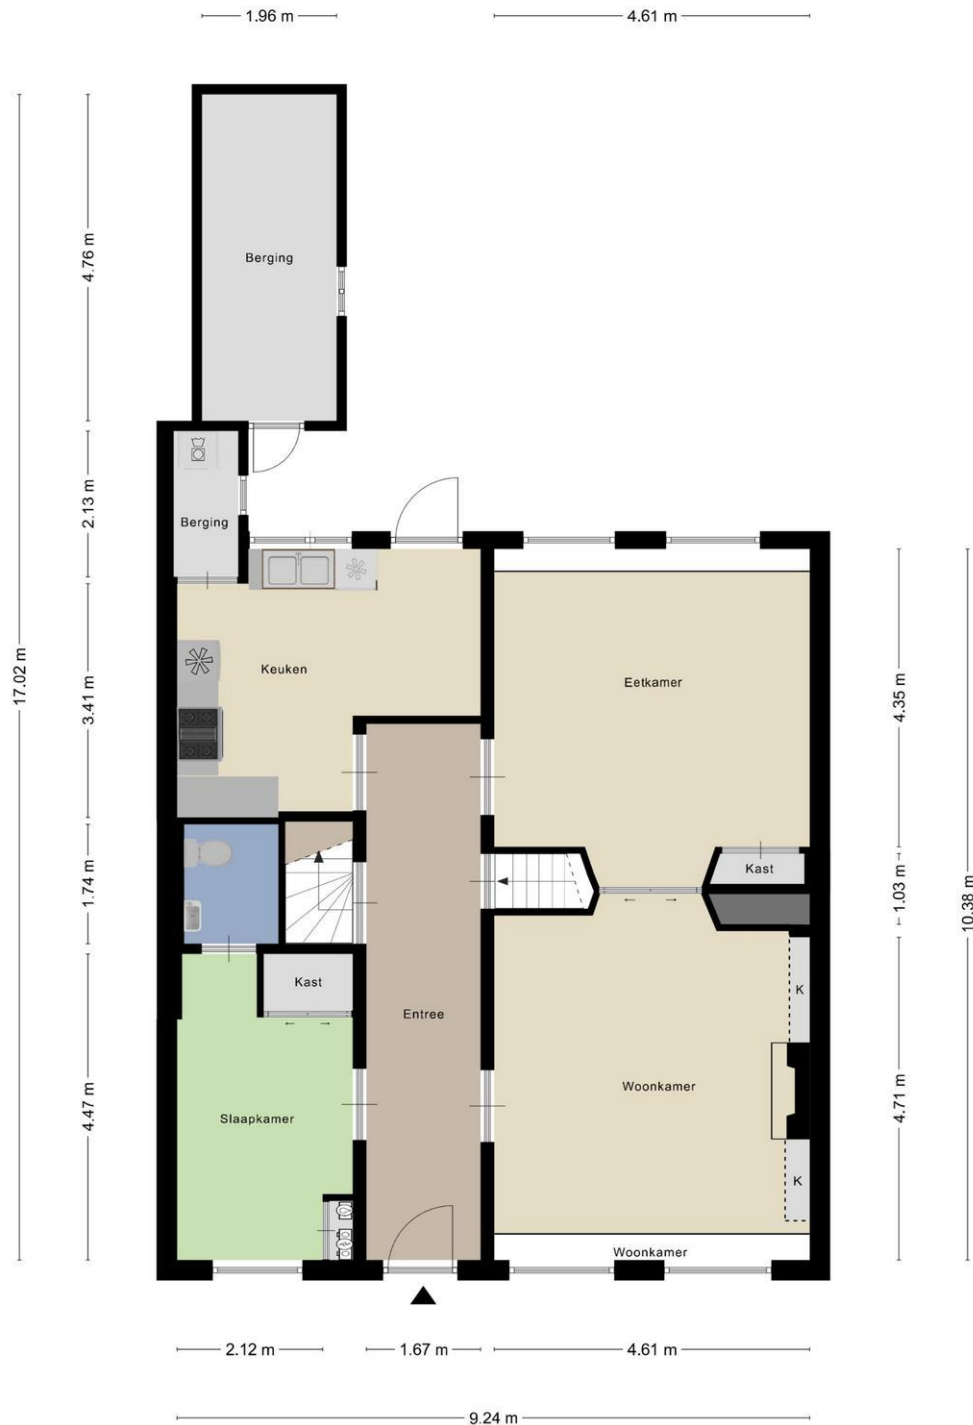 1.96 m
4.61 m
Berging
4.76 m
Berging
2.13 m
17.02 m
Keuken
3.41 m
Eetkamer
4.35 m
Kast
1.74 m
1.03 m
10.38 m
Kast
K
Entree
Woonkamer
Slaapkamer
4.47 m
4.71 m
K
Woonkamer
2.12 m
1.67 m
4.61 m
9.24 m